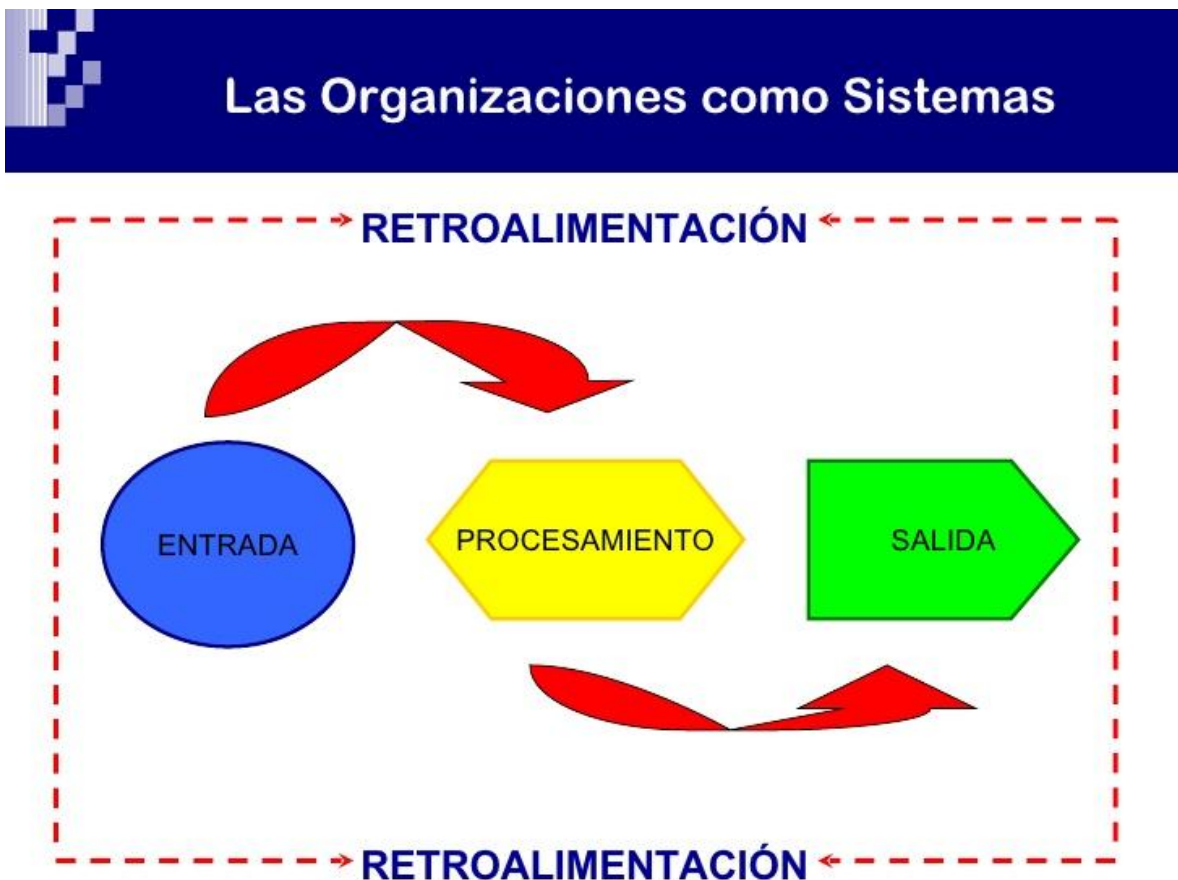 Las Organizaciones como Sistemas
RETROALIMENTACIÓN
ENTRADA
PROCESAMIENTO
SALIDA
RETROALIMENTACIÓN